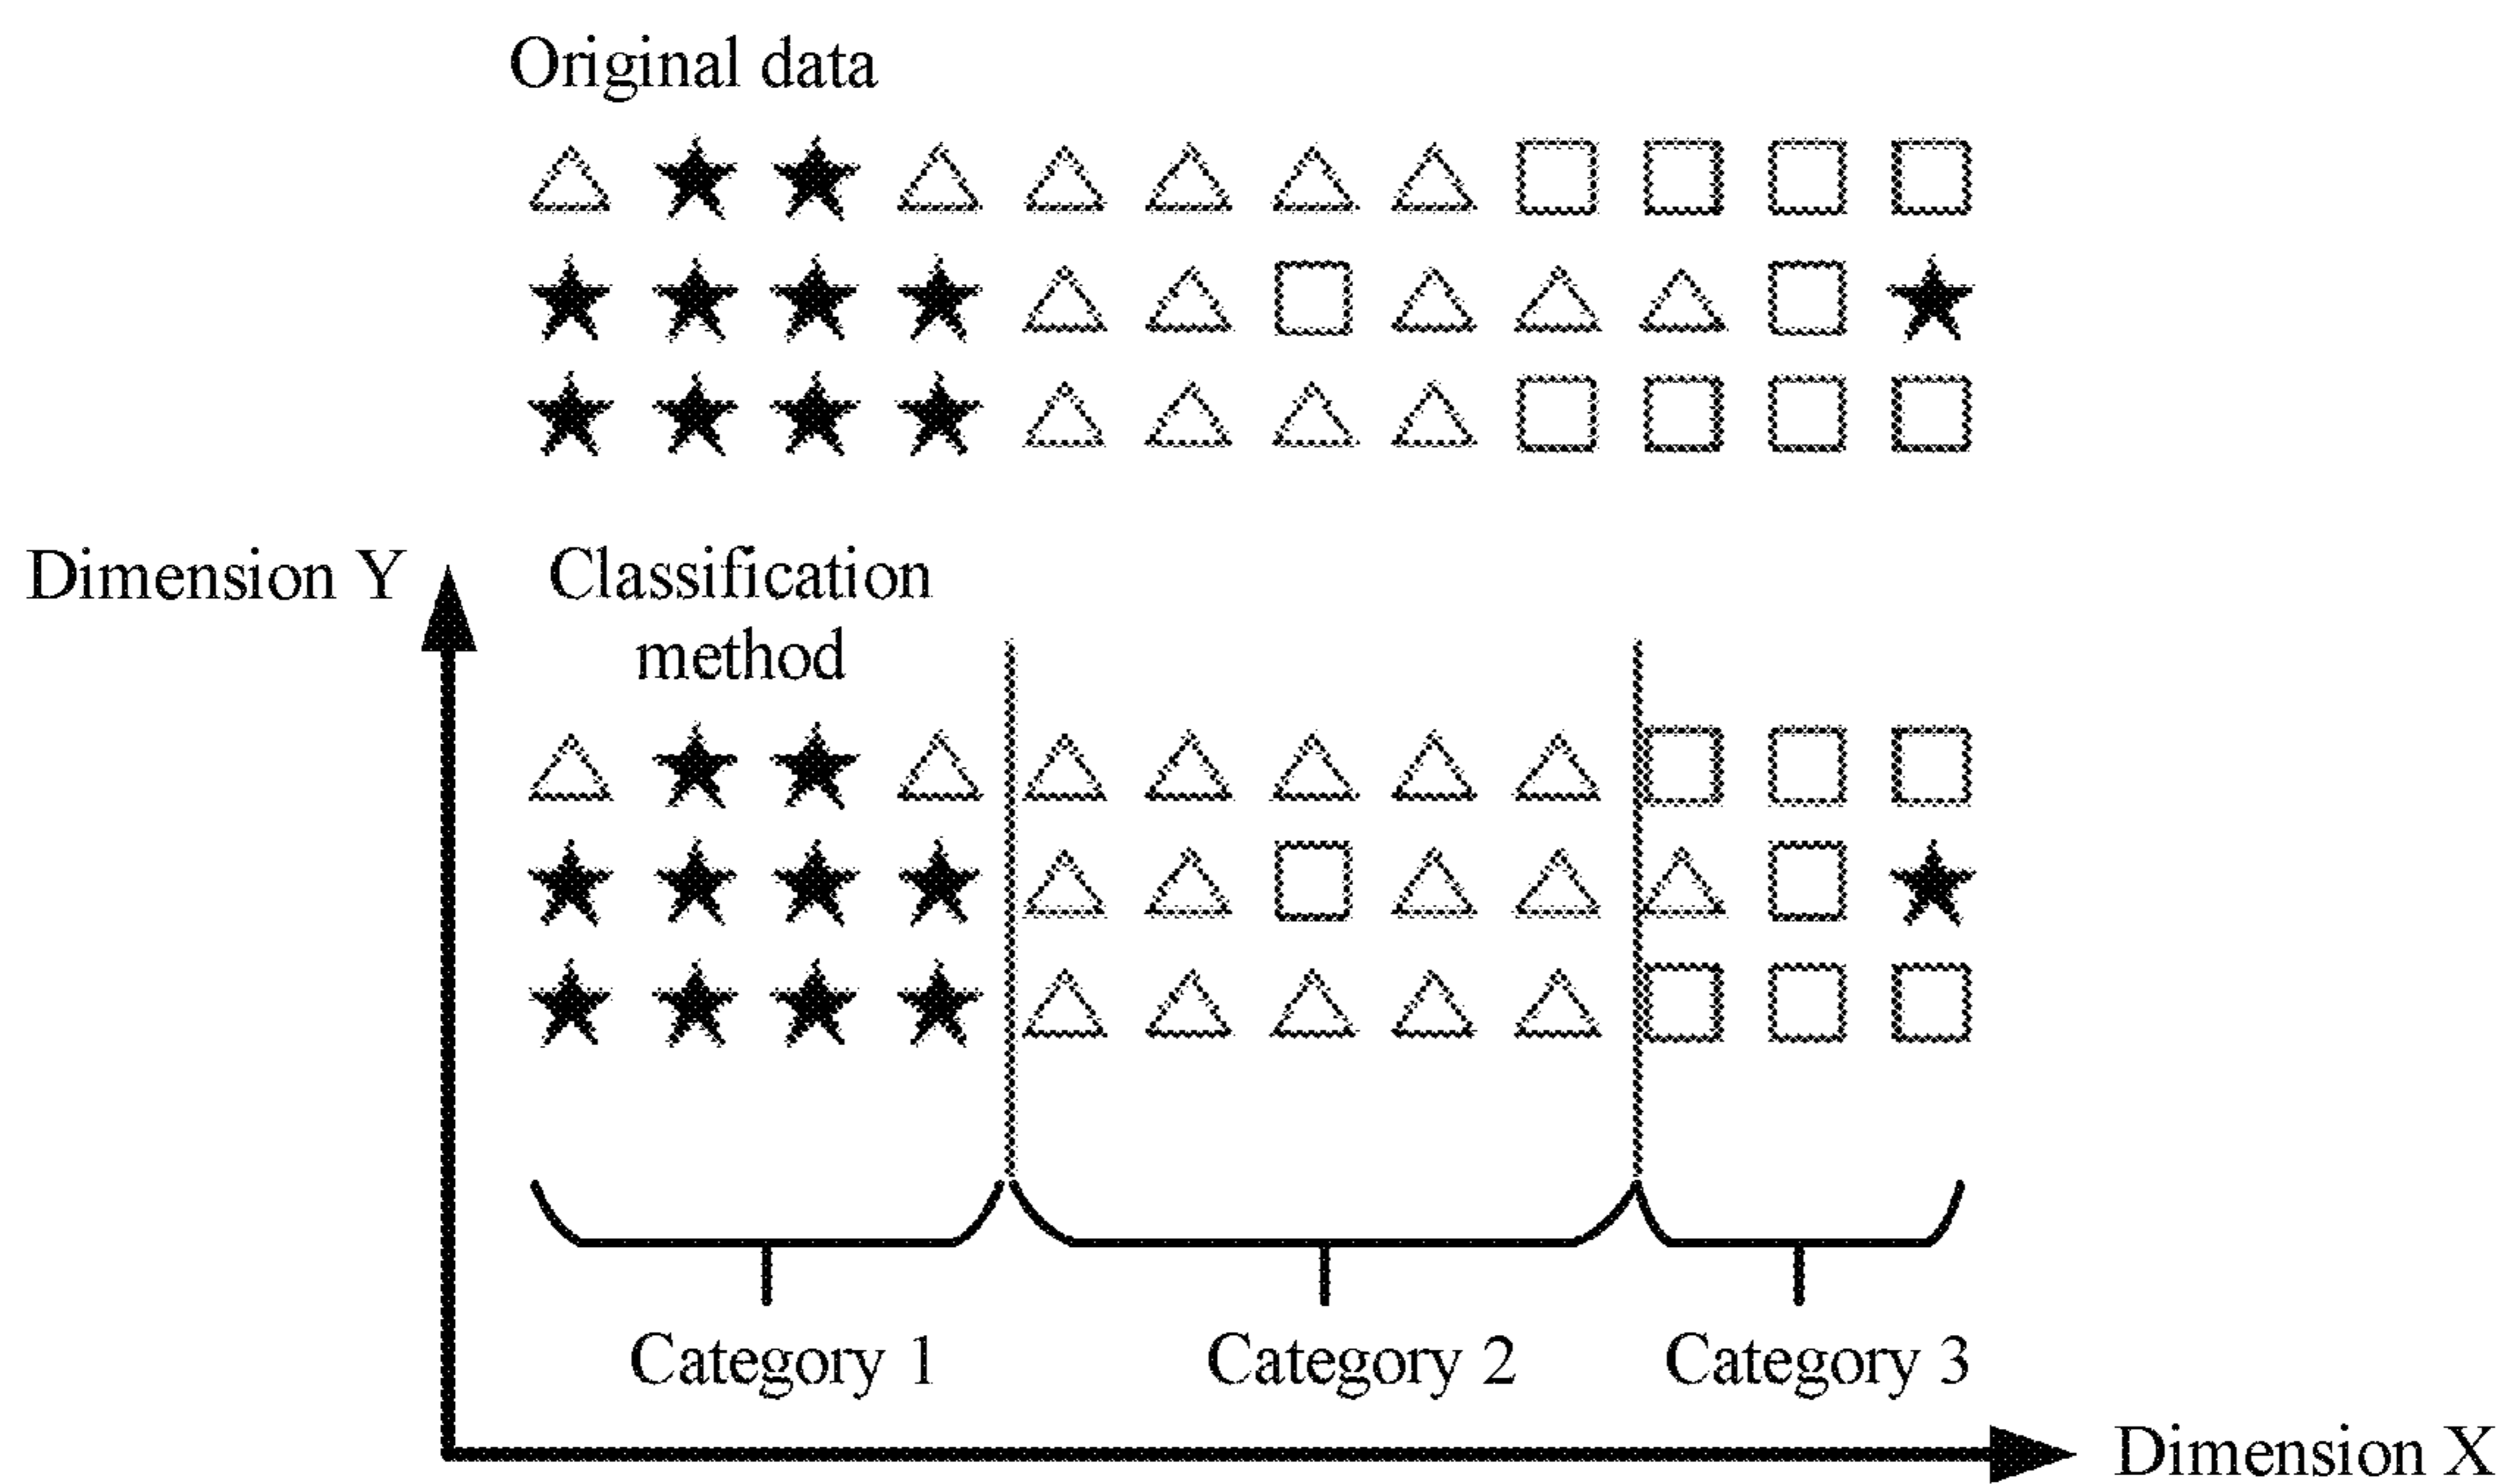 Original data
Dimension Y
Classification
method
Category 1
Category 2
Category 3
Dimension X